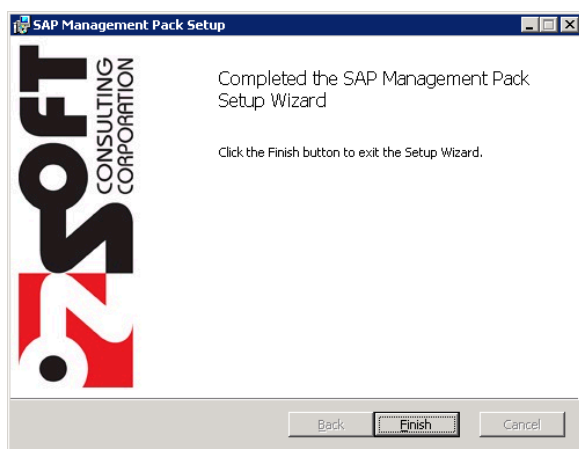 SAP Management Pack Setup
OZSOFT
CONSULTING
CORPORATION
Completed the SAP Management Pack
Setup Wizard
Click the Finish button to exit the Setup Wizard.
Back
Finish
Cancel